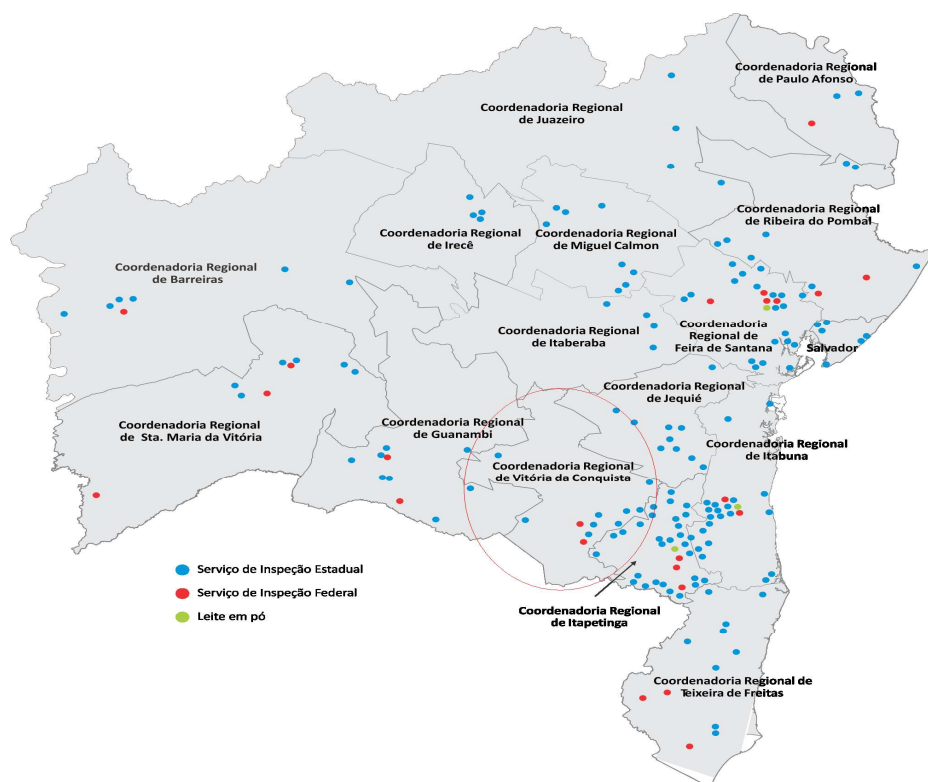 Coordenadoria Regional
de Paulo Afonso
Coordenadoria Regional
de Juazeiro
Coordenadoria Regional
de Ribeira do Pombal
Coordenadoria Regional
de Irecê
Coordenadoria Regional
de Miguel Calmon
Coordenadoria Regional
de Barreiras
Coordenadoria Regional
de Itaberaba
Coordenadoria
Regional de
Feira de Santana
Salvador
Coordenadoria Regional
de Jequié
Coordenadoria Regional
de Sta. Maria da Vitória
Coordenadoria Regional
de Guanambi
Coordenadoria Regional
de Itabuna
Coordenadoria Regional
de Vitória da Conquista
Serviço de Inspeção Estadual
Serviço de Inspeção Federal
Leite em pó
Coordenadoria Regional
de Itapetinga
Coordenadoria Regional de
Teixeira de Freitas